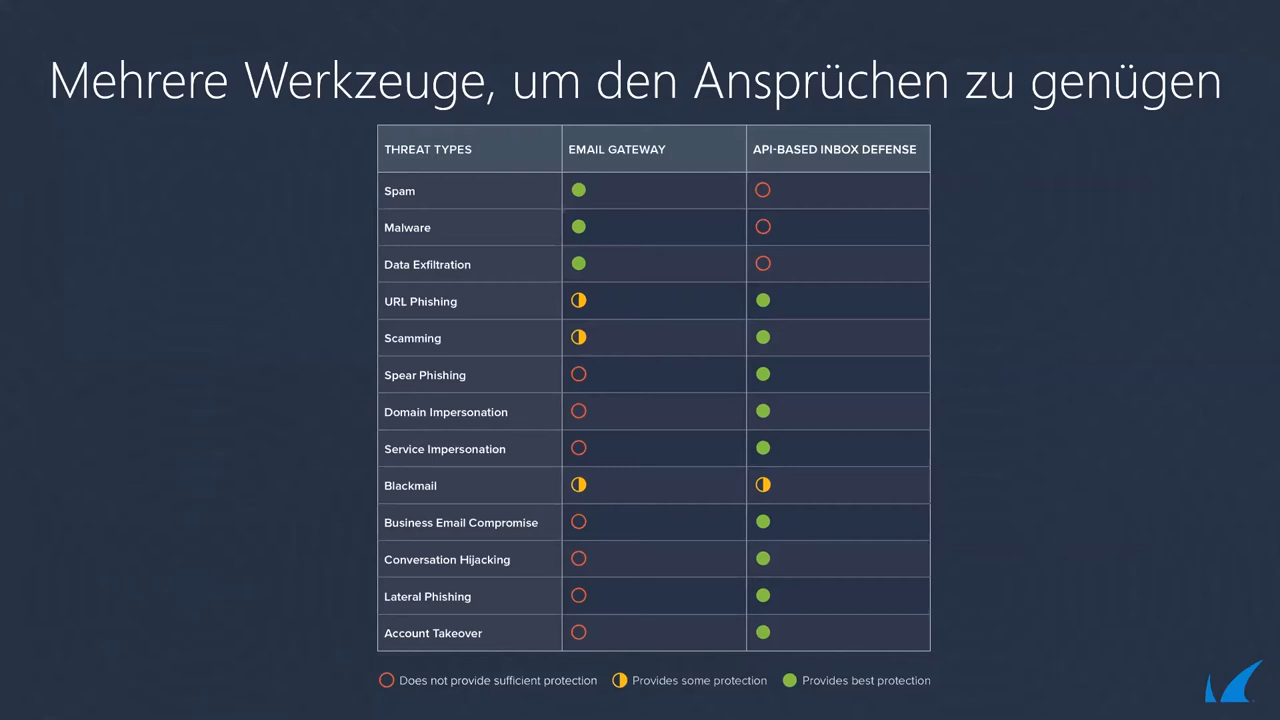 Mehrere Werkzeuge, um den Ansprüchen zu genügen
THREAT TYPES EMAIL GATEWAY API-BASED INBOX DEFENSE
Spam
Malware
Data Exfiltration
URL Phishing
Scamming
Spear Phishing
Domain Impersonation
Service Impersonation
Blackmail
Business Email Compromise
Conversation Hijacking
Lateral Phishing
Account Takeover
Does not provide sufficient protection Provides some protection Provides best protection